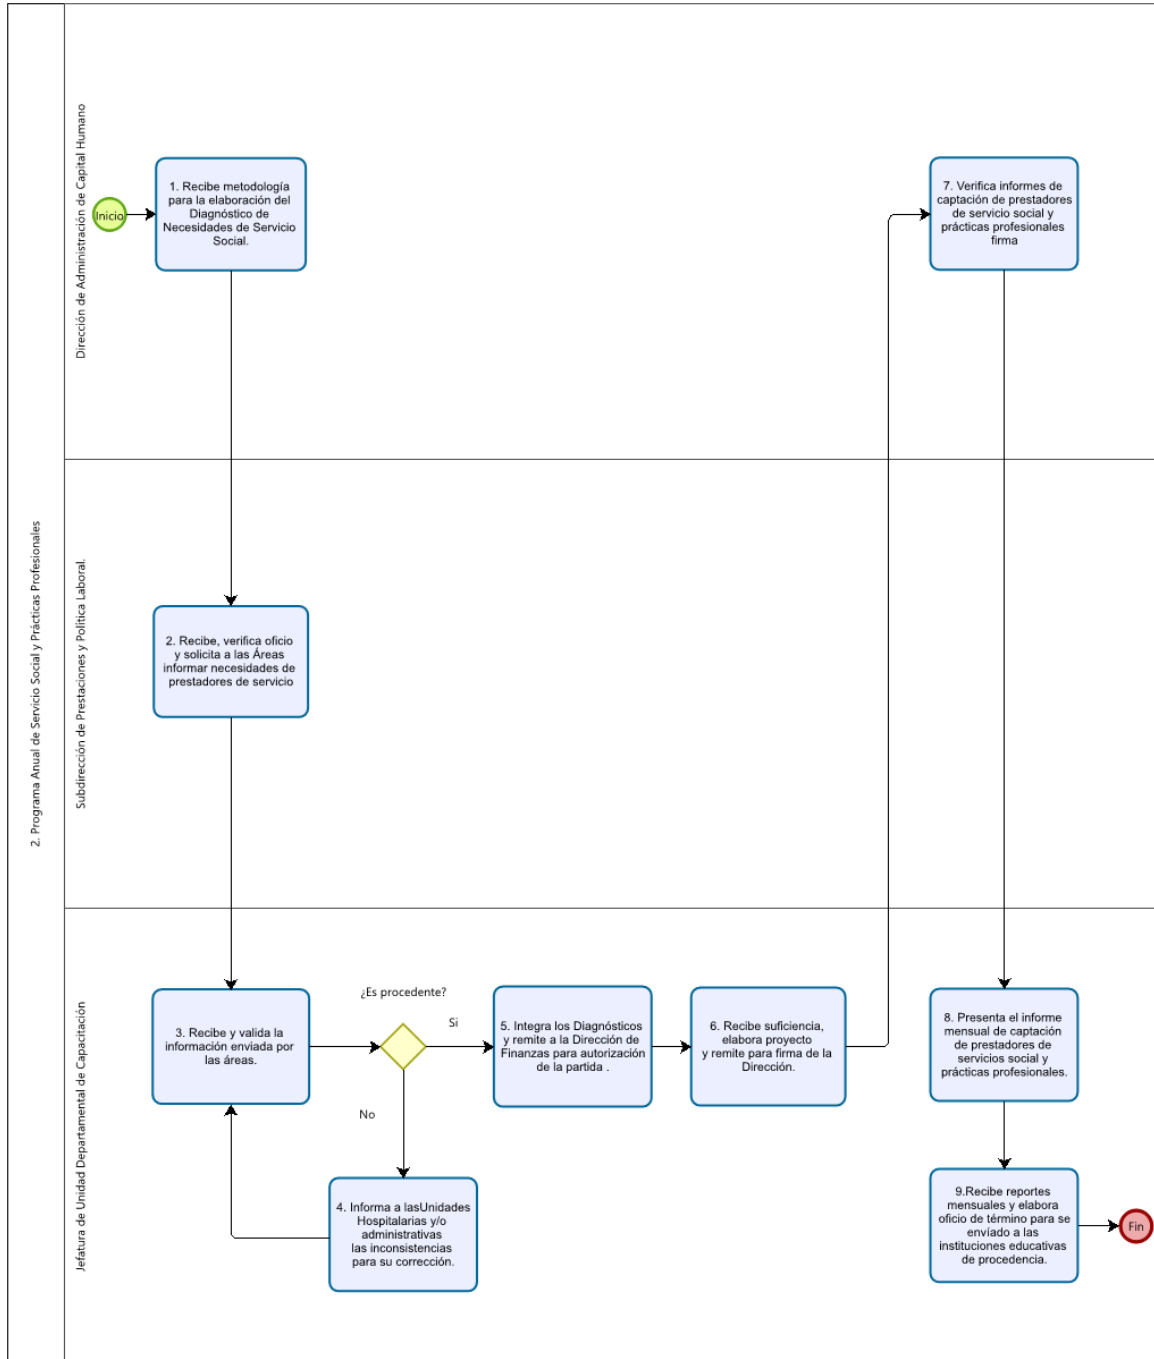 2. Programa Anual de Servicio Social y Prácticas Profesionales
Dirección de Administración de Capital Humano
Inicio
1. Recibe metodología
para la elaboración del
Diagnóstico de
Necesidades de Servicio
Social.
7. Verifica informes de
captación de prestadores
de servicio social y
prácticas profesionales
firma
Subdirección de Prestaciones y Política Laboral.
2. Recibe, verifica oficio
y solicita a las Áreas
informar necesidades de
prestadores de servicio
Jefatura de Unidad Departamental de Capacitación
3. Recibe y valida la
información enviada por
las áreas.
¿Es procedente?
Si
No
4. Informa a lasUnidades
Hospitalarias y/o
administrativas
las inconsistencias
para su corrección.
5. Integra los Diagnósticos
y remite a la Dirección de
Finanzas para autorización
de la partida .
6. Recibe suficiencia,
elabora proyecto
y remite para firma de la
Dirección.
8. Presenta el informe
mensual de captación
de prestadores de
servicios social y
prácticas profesionales.
9.Recibe reportes
mensuales y elabora
oficio de término para se
envíado a las
instituciones educativas
de procedencia.
Fin